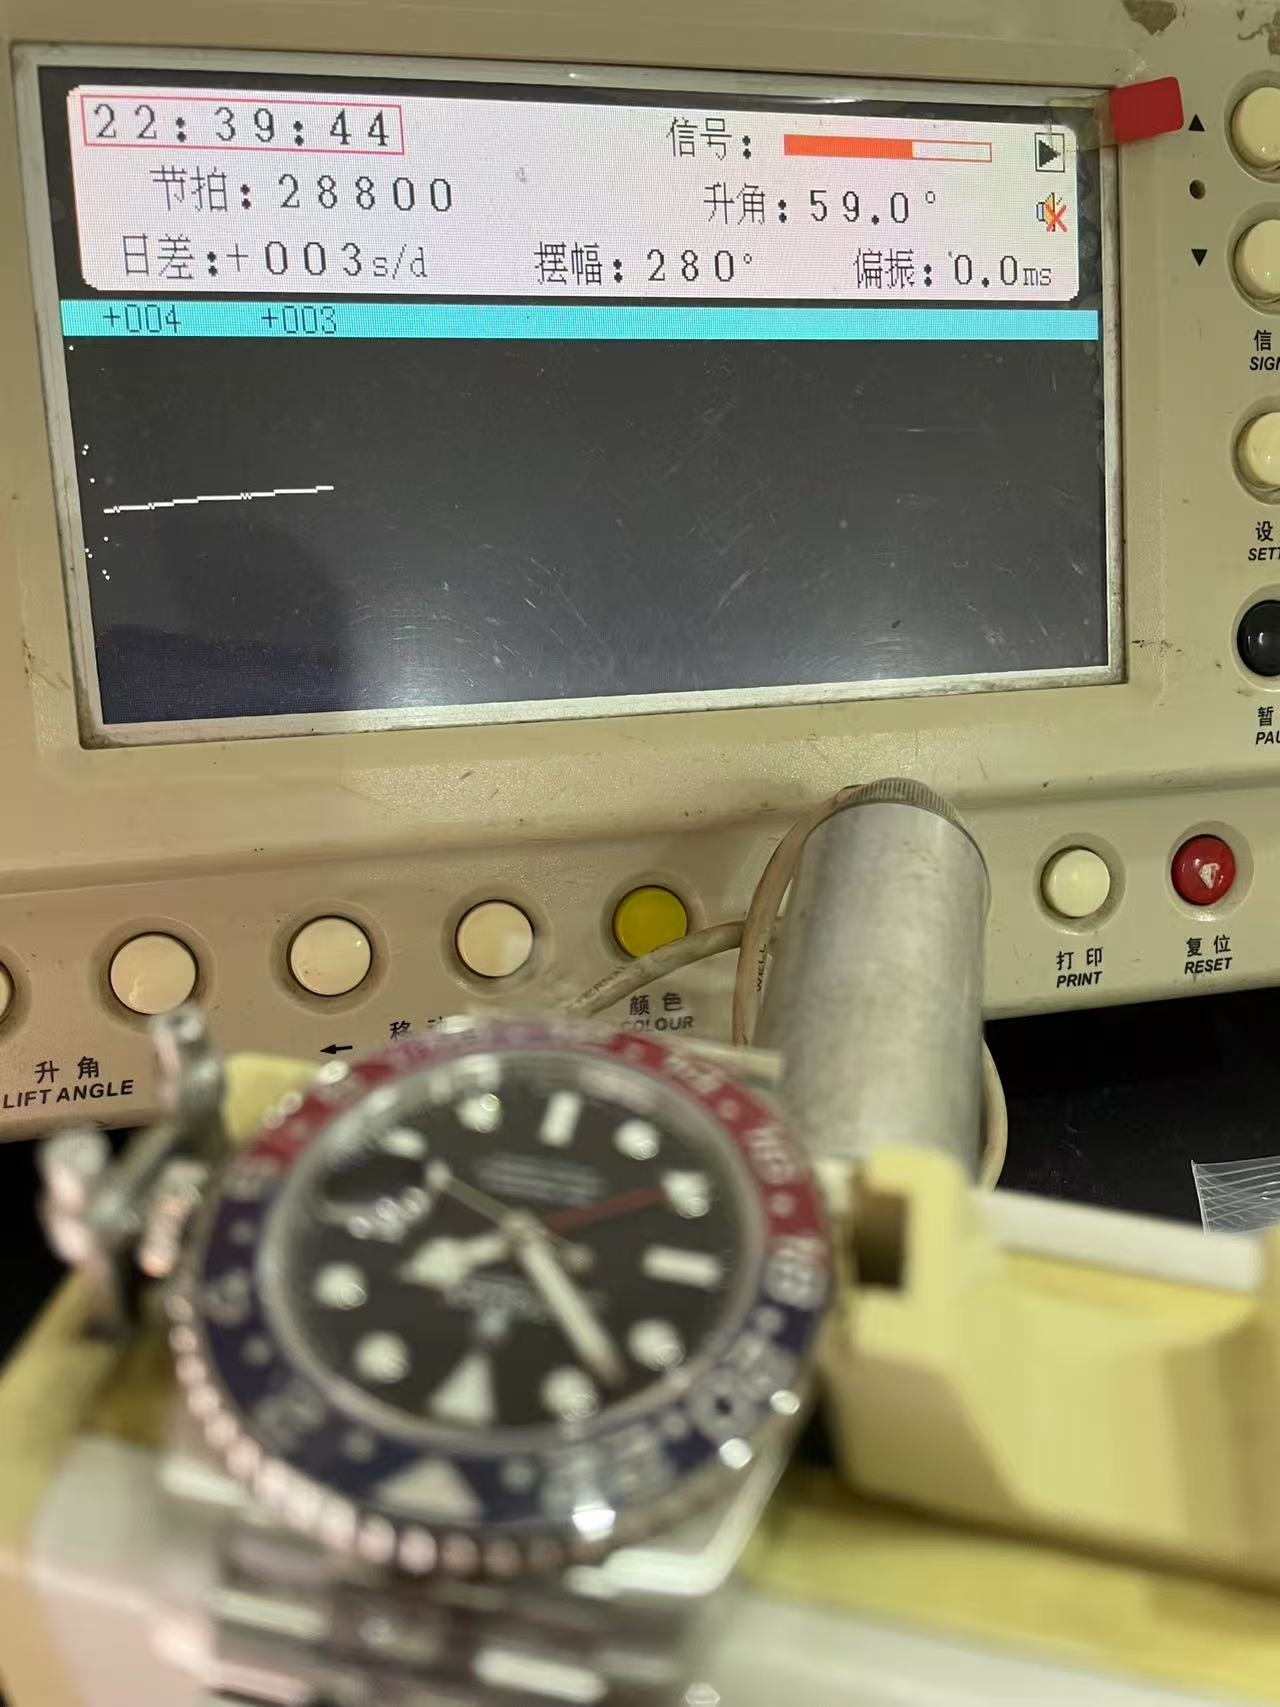 22:39:44
信号:
节拍:28800
升角:59.0°
日差:+003s/d
摆幅:280°
偏振:0.0ms
+004 +003
信
SIGN
设
SETT
暂
PAU
打印
PRINT
复位
RESET
颜色
COLOUR
升角
LIFT ANGLE